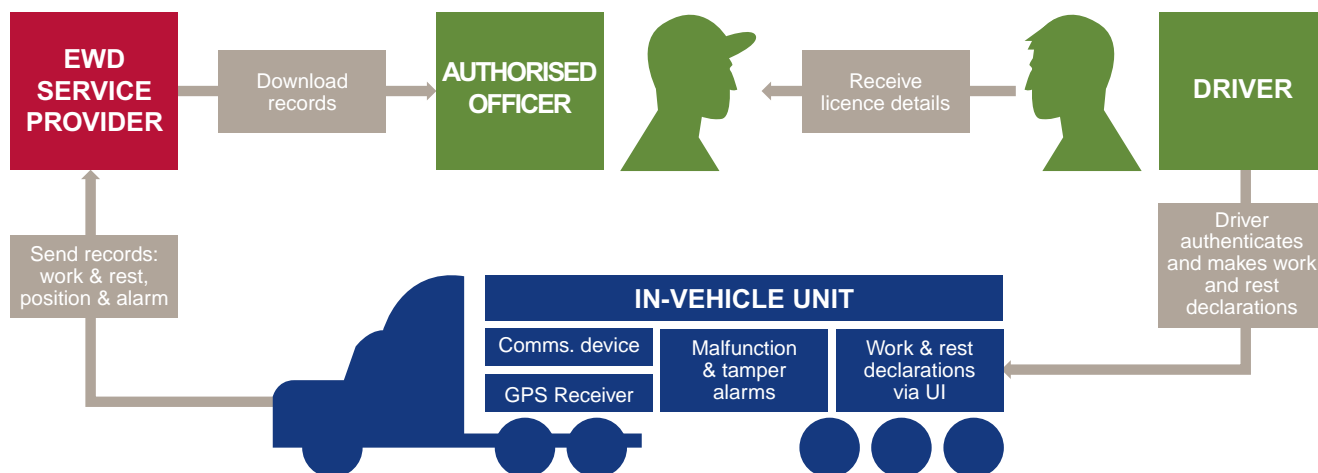 EWD
SERVICE
PROVIDER
Download
records
AUTHORISED
OFFICER
Receive
licence details
DRIVER
Send records:
work & rest,
position & alarm
Driver
authenticates
and makes work
and rest
declarations
IN-VEHICLE UNIT
Comms. device
GPS Receiver
Malfunction
& tamper
alarms
Work & rest
declarations
via UI